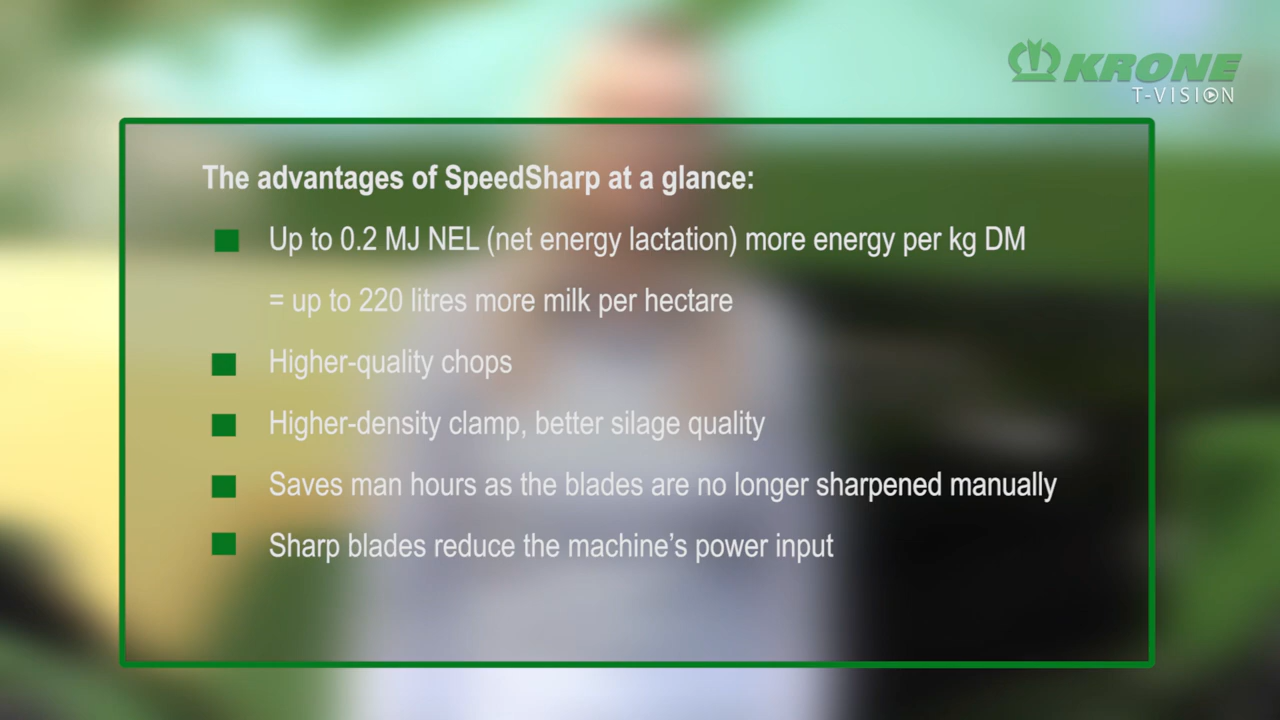 KRONE
T-VISION
The advantages of SpeedSharp at a glance:
Up to 0.2 MJ NEL (net energy lactation) more energy per kg DM
= up to 220 litres more milk per hectare
Higher-quality chops
Higher-density clamp, better silage quality
Saves man hours as the blades are no longer sharpened manually
Sharp blades reduce the machine’s power input